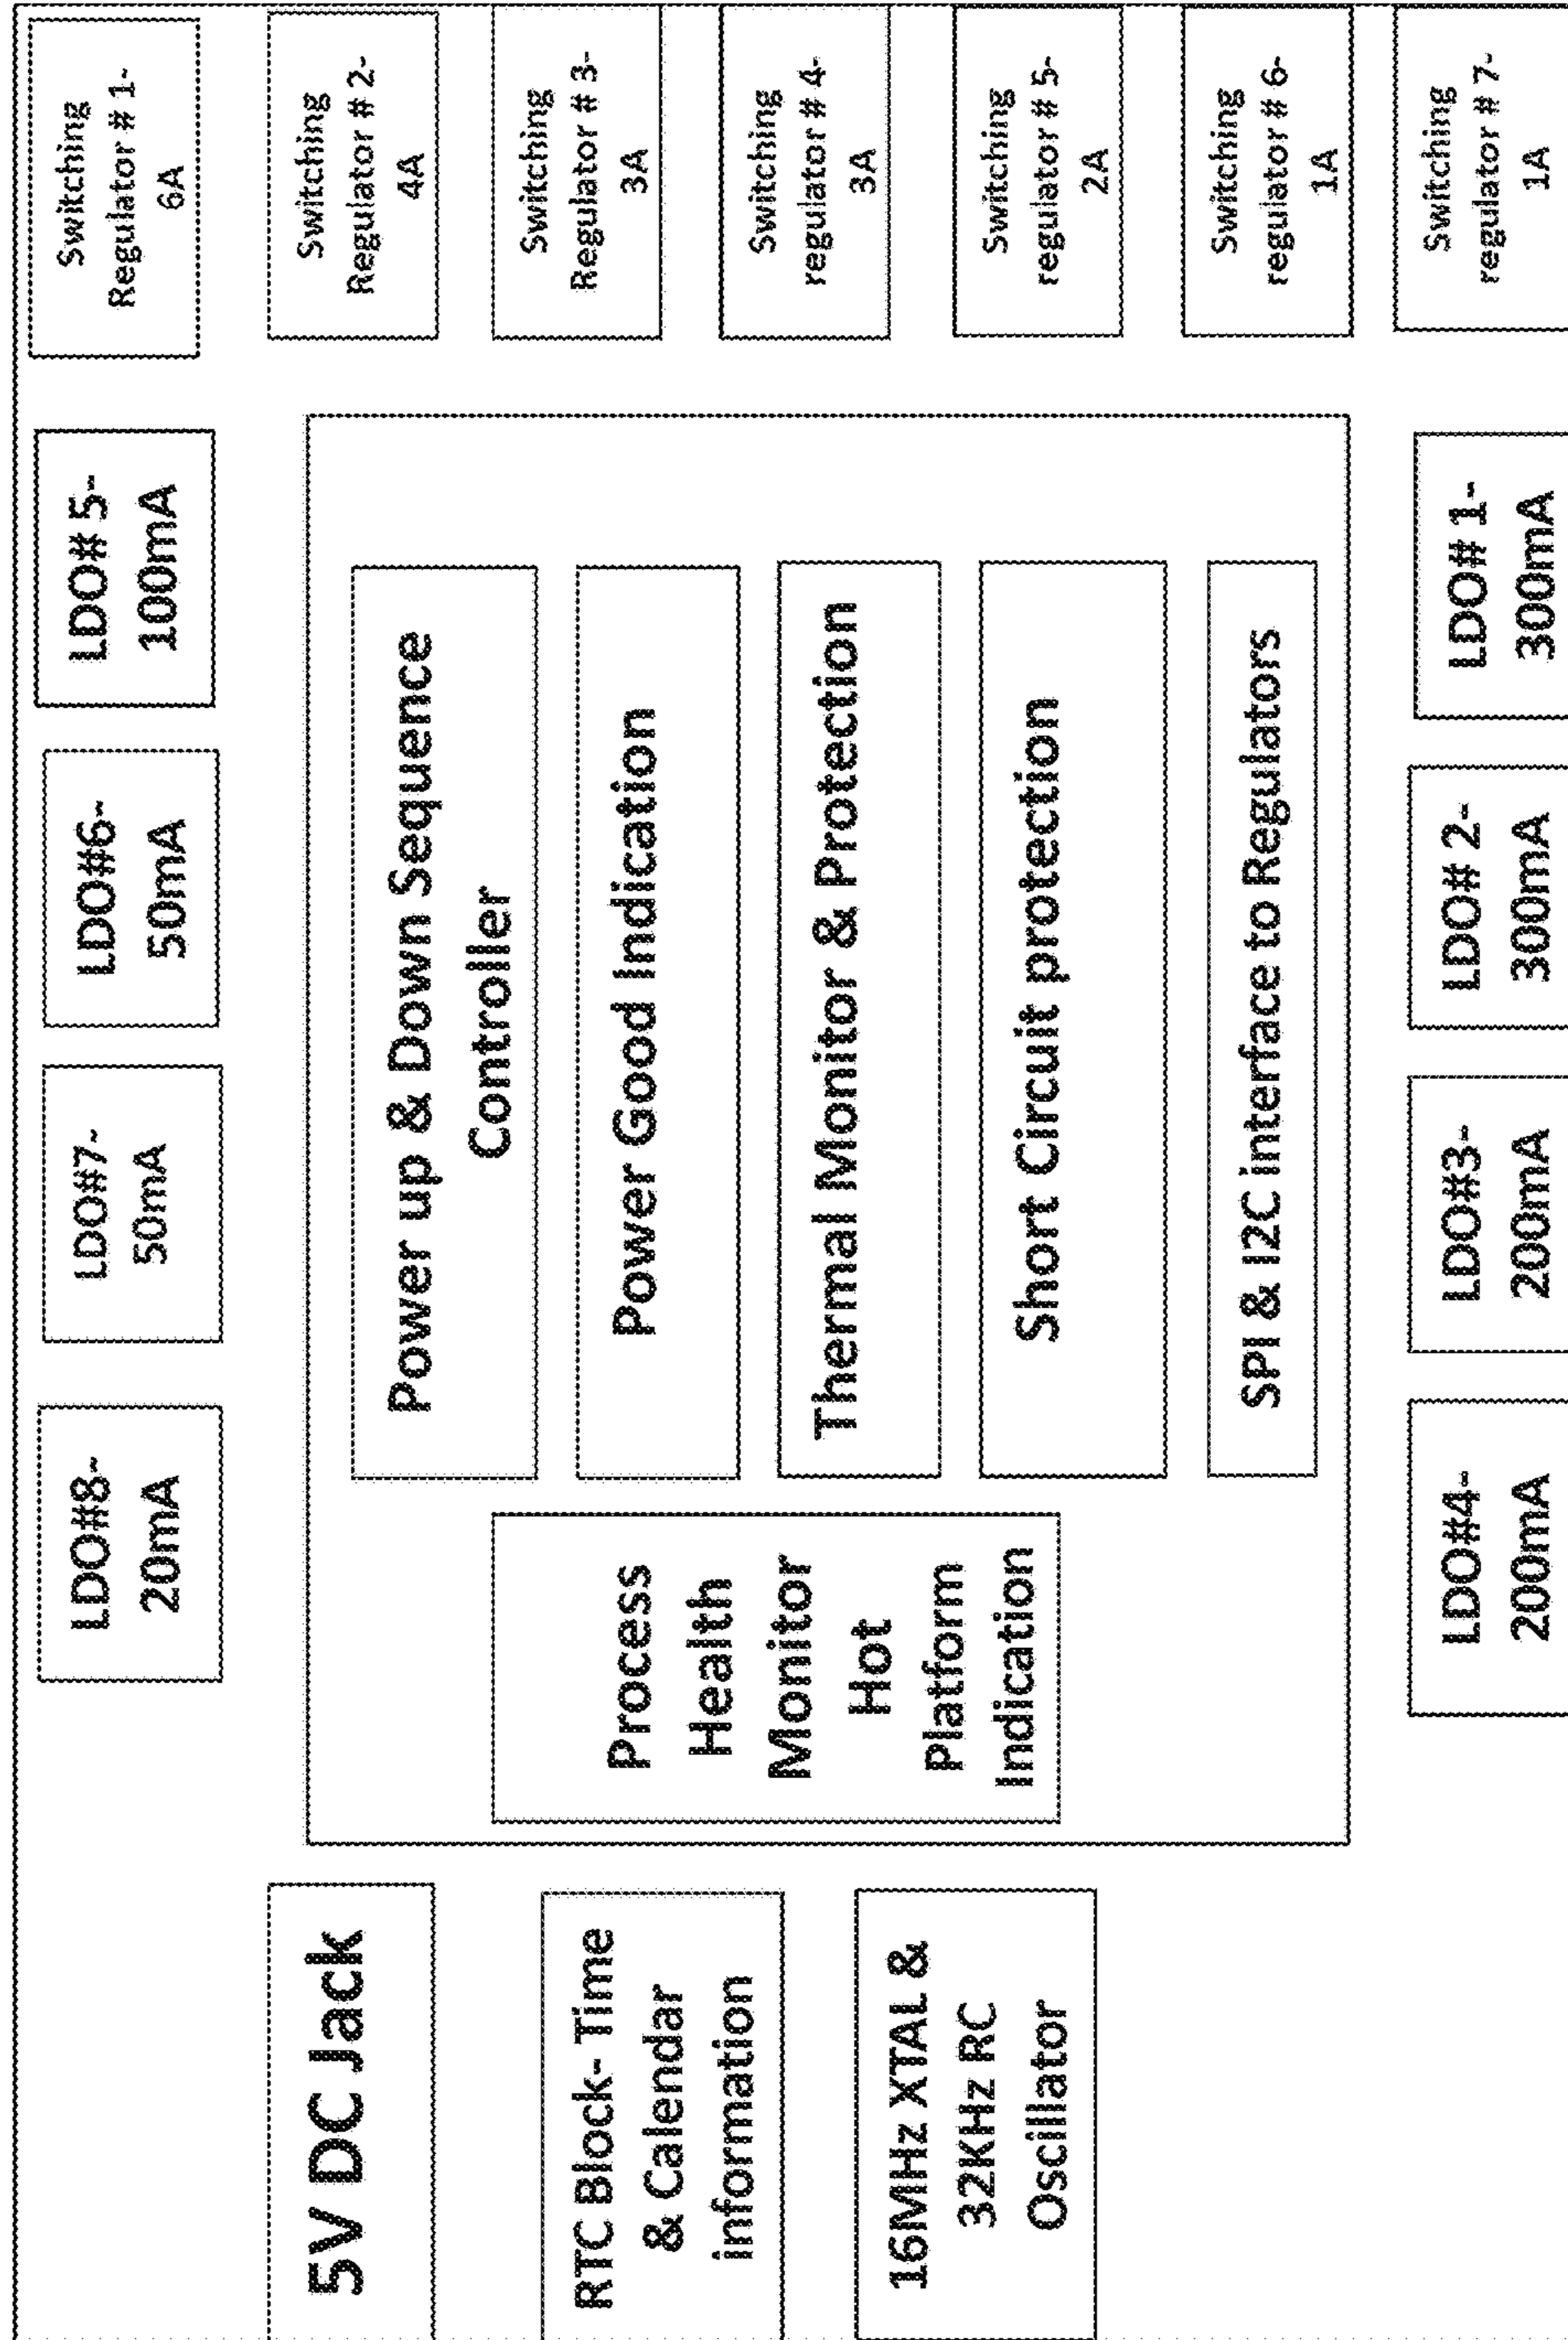 LDO#8-
20mA
LDO#7-
50mA
LDO#6-
50mA
LDO# 5-
100mA
Switching
Regulator # 1-
6A
5V DC Jack
RTC Block- Time
& Calendar
information
16MHz XTAL &
32KHz RC
Oscillator
Process
Health
Monitor
Hot
Platform
Indication
Power up & Down Sequence
Controller
Power Good Indication
Thermal Monitor & Protection
Short Circuit protection
SPI & I2C interface to Regulators
Switching
Regulator # 2-
4A
Switching
Regulator # 3-
3A
Switching
regulator # 4-
3A
Switching
regulator # 5-
2A
Switching
regulator # 6-
1A
Switching
regulator # 7-
1A
LDO#4-
200mA
LDO#3-
200mA
LDO# 2-
300mA
LDO# 1-
300mA